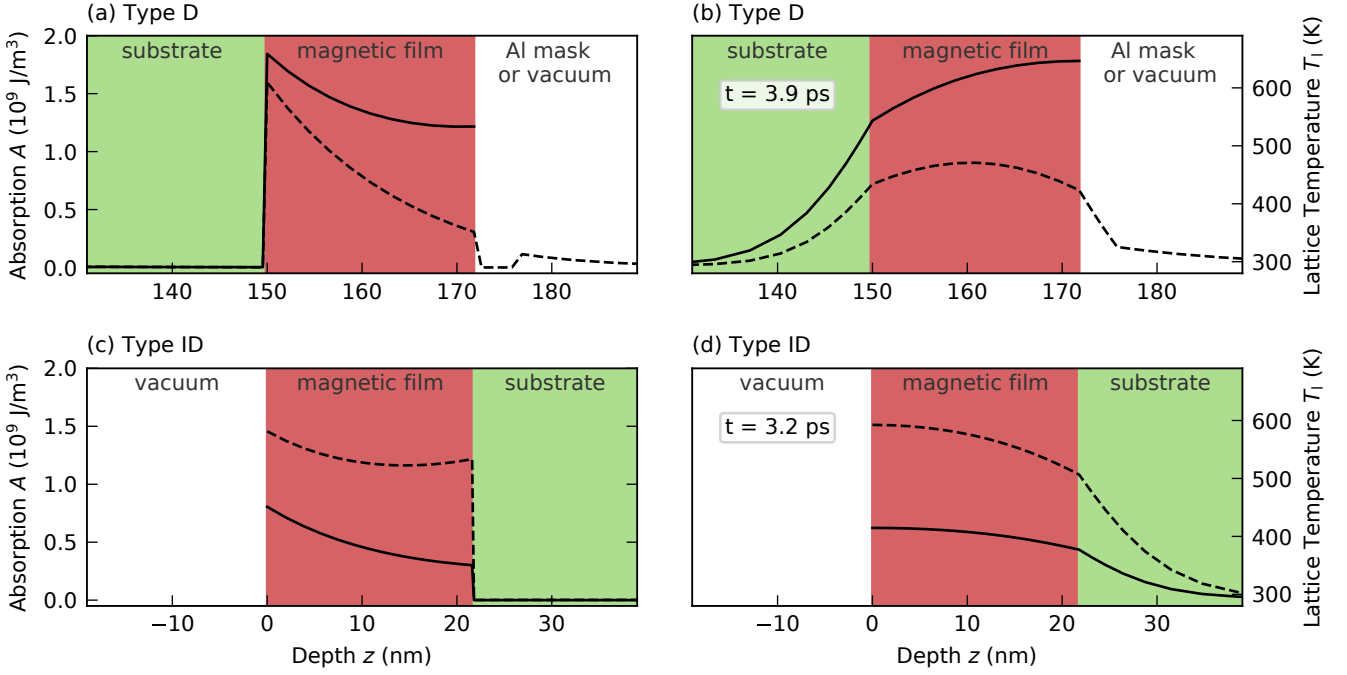 (a) Type D
Absorption A (10⁹ J/m³)
2.0
1.5
1.0
0.5
0.0
substrate
magnetic film
Al mask
or vacuum
140
150
160
170
180
(b) Type D
substrate
magnetic film
Al mask
or vacuum
t = 3.9 ps
600
500
400
300
Lattice Temperature Tₗ (K)
140
150
160
170
180
(c) Type ID
Absorption A (10⁹ J/m³)
2.0
1.5
1.0
0.5
0.0
vacuum
magnetic film
substrate
−10
0
10
20
30
Depth z (nm)
(d) Type ID
vacuum
magnetic film
substrate
t = 3.2 ps
600
500
400
300
Lattice Temperature Tₗ (K)
−10
0
10
20
30
Depth z (nm)